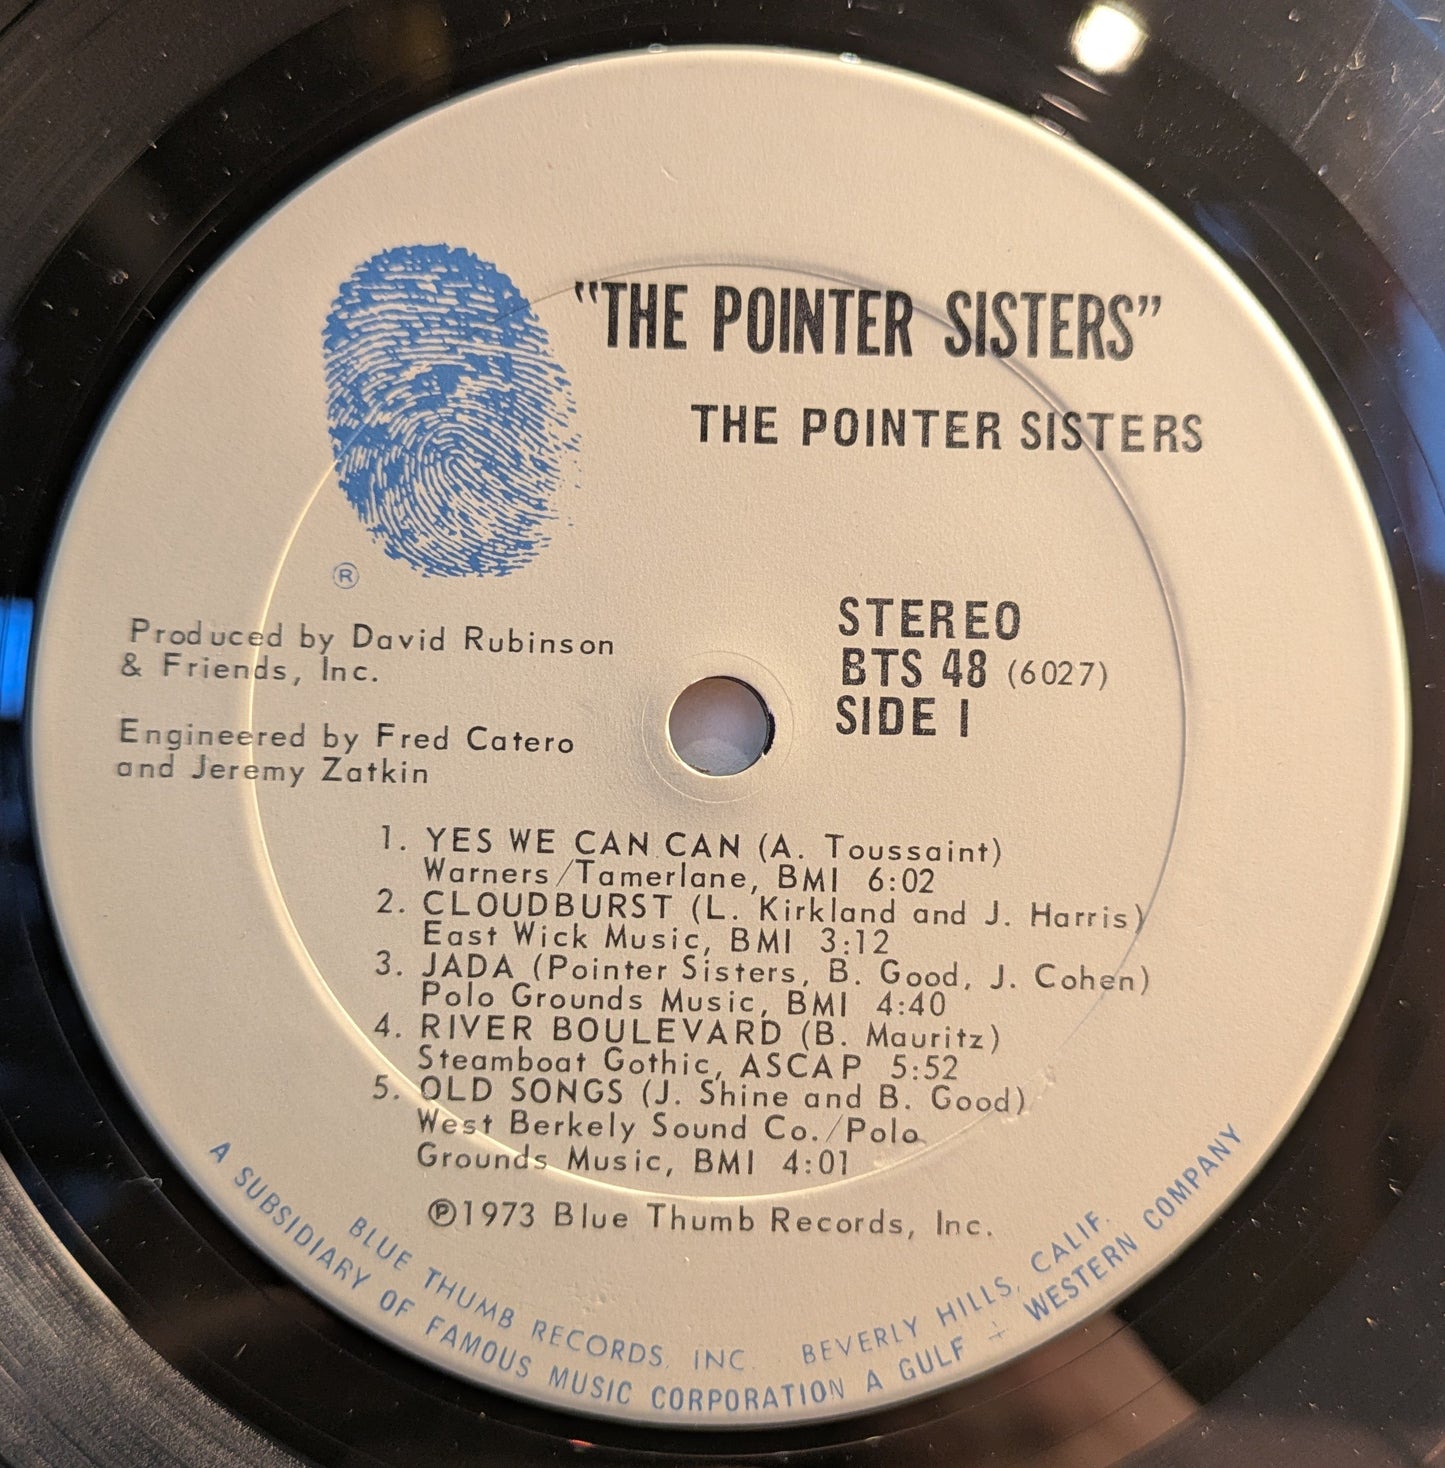 "THE POINTER SISTERS"
THE POINTER SISTERS
®
Produced by David Rubinson
& Friends, Inc.
Engineered by Fred Catero
and Jeremy Zatkin
STEREO
BTS 48 (6027)
SIDE 1
1. YES WE CAN CAN (A. Toussaint)
Warners/Tamerlane, BMI 6:02
2. CLOUDBURST (L. Kirkland and J. Harris)
East Wick Music, BMI 3:12
3. JADA (Pointer Sisters, B. Good, J. Cohen)
Polo Grounds Music, BMI 4:40
4. RIVER BOULEVARD (B. Mauritz)
Steamboat Gothic, ASCAP 5:52
5. OLD SONGS (J. Shine and B. Good)
West Berkely Sound Co./Polo
Grounds Music, BMI 4:01
℗1973 Blue Thumb Records, Inc.
BLUE THUMB RECORDS, INC. BEVERLY HILLS, CALIF.
A SUBSIDIARY OF FAMOUS MUSIC CORPORATION A GULF + WESTERN COMPANY